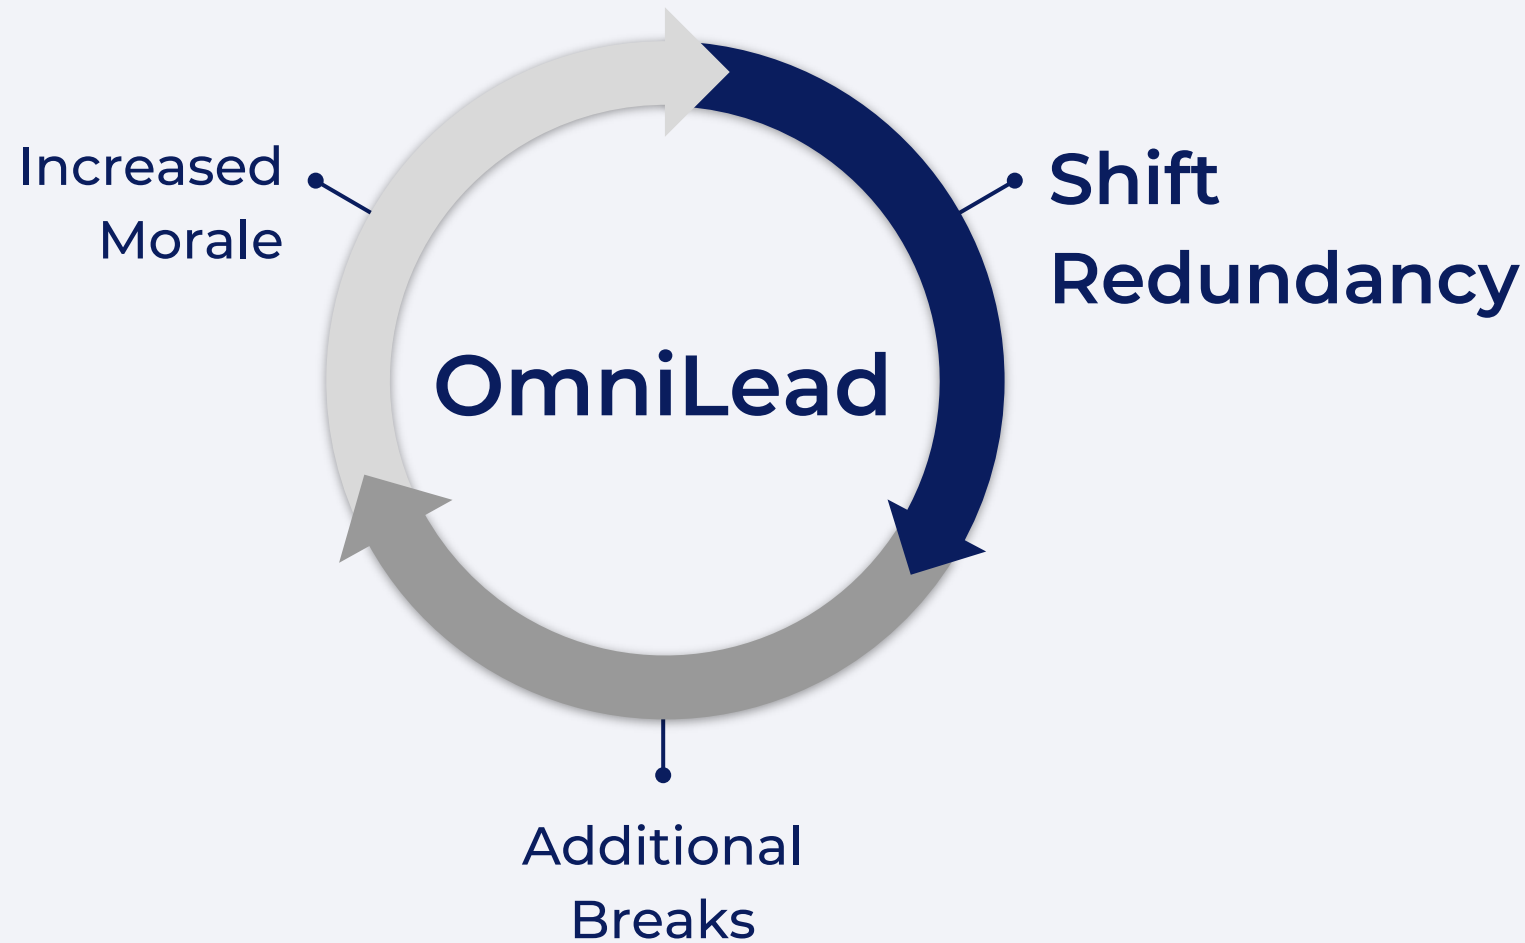 Increased
Morale
Shift
Redundancy
OmniLead
Additional
Breaks